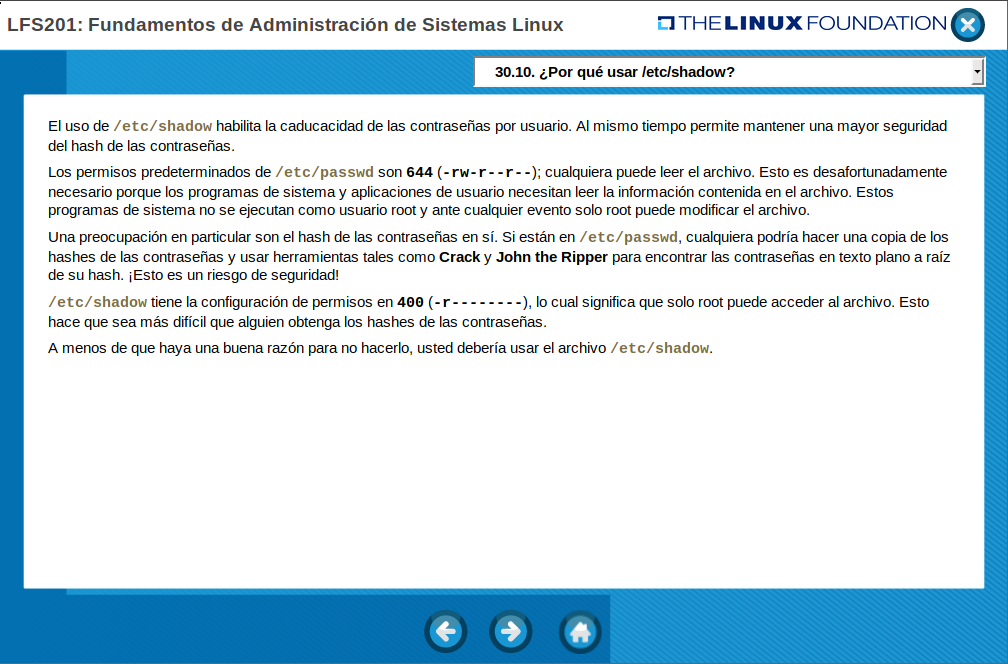 LFS201: Fundamentos de Administración de Sistemas Linux
THE LINUX FOUNDATION
30.10. ¿Por qué usar /etc/shadow?
El uso de /etc/shadow habilita la caducacidad de las contraseñas por usuario. Al mismo tiempo permite mantener una mayor seguridad
del hash de las contraseñas.
Los permisos predeterminados de /etc/passwd son 644 (-rw-r--r--); cualquiera puede leer el archivo. Esto es desafortunadamente
necesario porque los programas de sistema y aplicaciones de usuario necesitan leer la información contenida en el archivo. Estos
programas de sistema no se ejecutan como usuario root y ante cualquier evento solo root puede modificar el archivo.
Una preocupación en particular son el hash de las contraseñas en sí. Si están en /etc/passwd, cualquiera podría hacer una copia de los
hashes de las contraseñas y usar herramientas tales como Crack y John the Ripper para encontrar las contraseñas en texto plano a raíz
de su hash. ¡Esto es un riesgo de seguridad!
/etc/shadow tiene la configuración de permisos en 400 (-r--------), lo cual significa que solo root puede acceder al archivo. Esto
hace que sea más difícil que alguien obtenga los hashes de las contraseñas.
A menos de que haya una buena razón para no hacerlo, usted debería usar el archivo /etc/shadow.